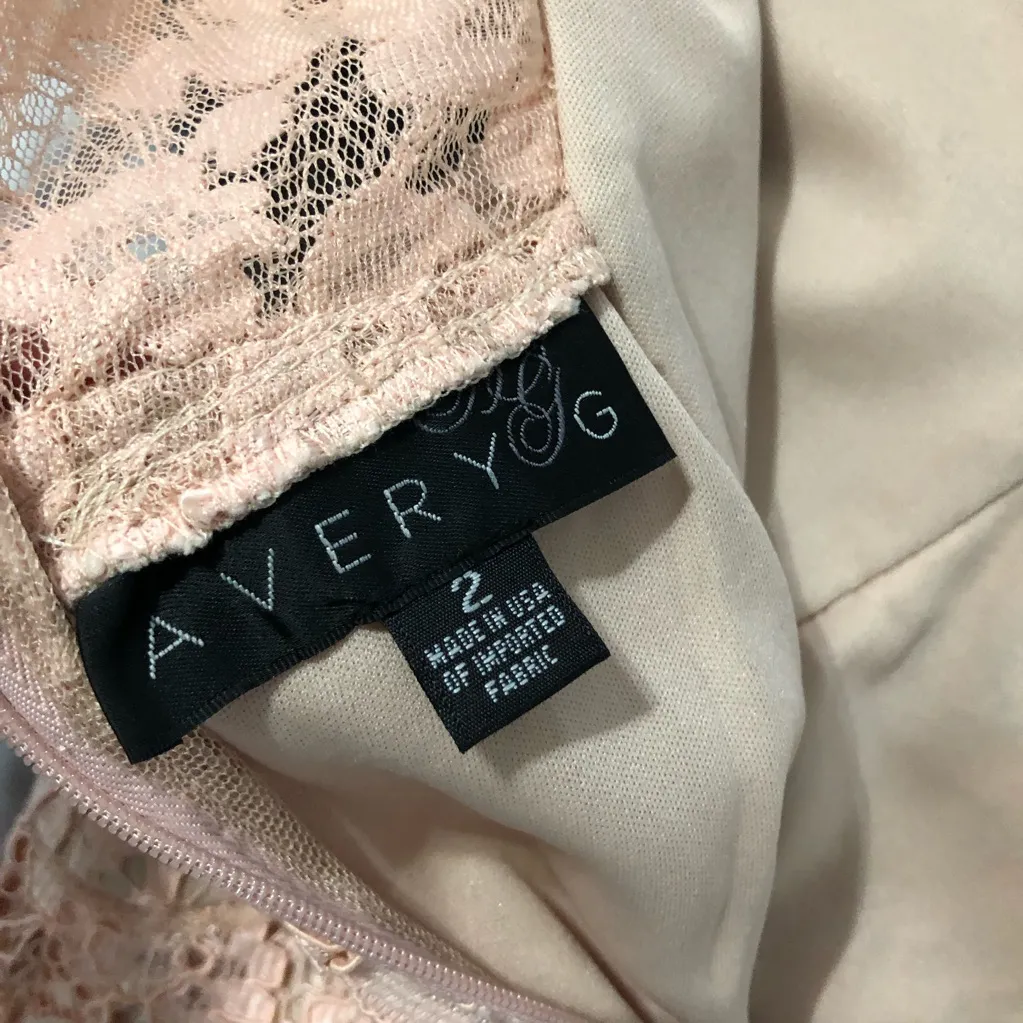 AVERY G
2
MADE IN USA
OF IMPORTED
FABRIC